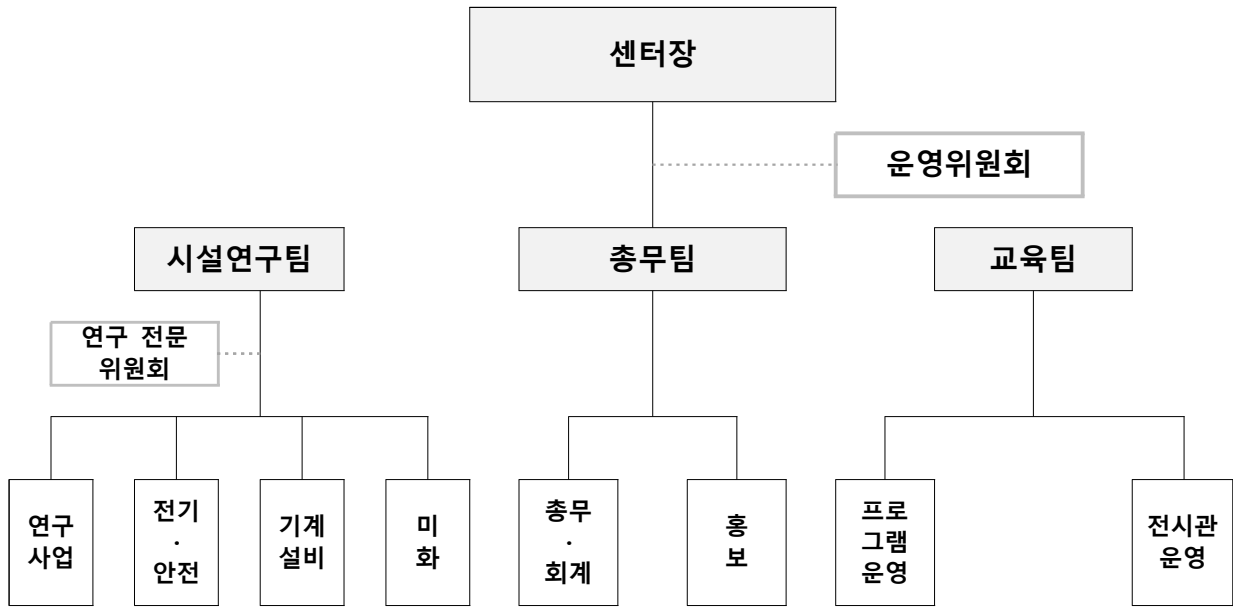 센터장
운영위원회
시설연구팀
총무팀
교육팀
연구 전문
위원회
연구
사업
전기
·
안전
기계
설비
미
화
총무
·
회계
홍
보
프로
그램
운영
전시관
운영